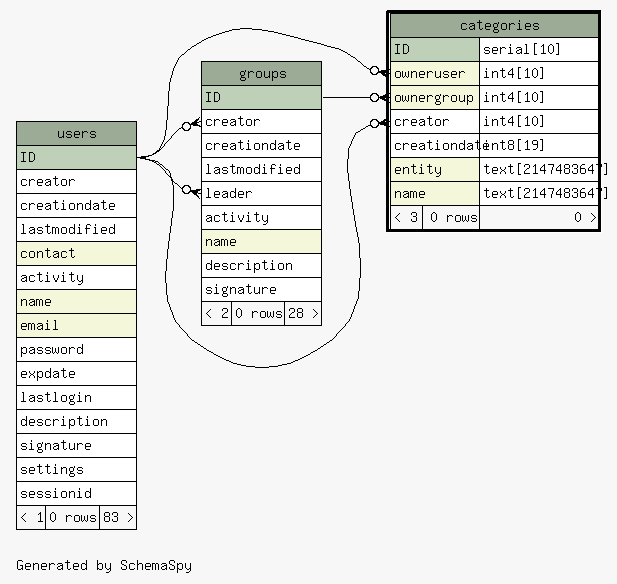 users
ID
creator
creationdate
lastmodified
contact
activity
name
email
password
expdate
lastlogin
description
signature
settings
sessionid
< 1 0 rows 83 >
groups
ID
creator
creationdate
lastmodified
leader
activity
name
description
signature
< 2 0 rows 28 >
categories
ID serial[10]
owneruser int4[10]
ownergroup int4[10]
creator int4[10]
creationdate int8[19]
entity text[2147483647]
name text[2147483647]
< 3 0 rows 0 >
Generated by SchemaSpy